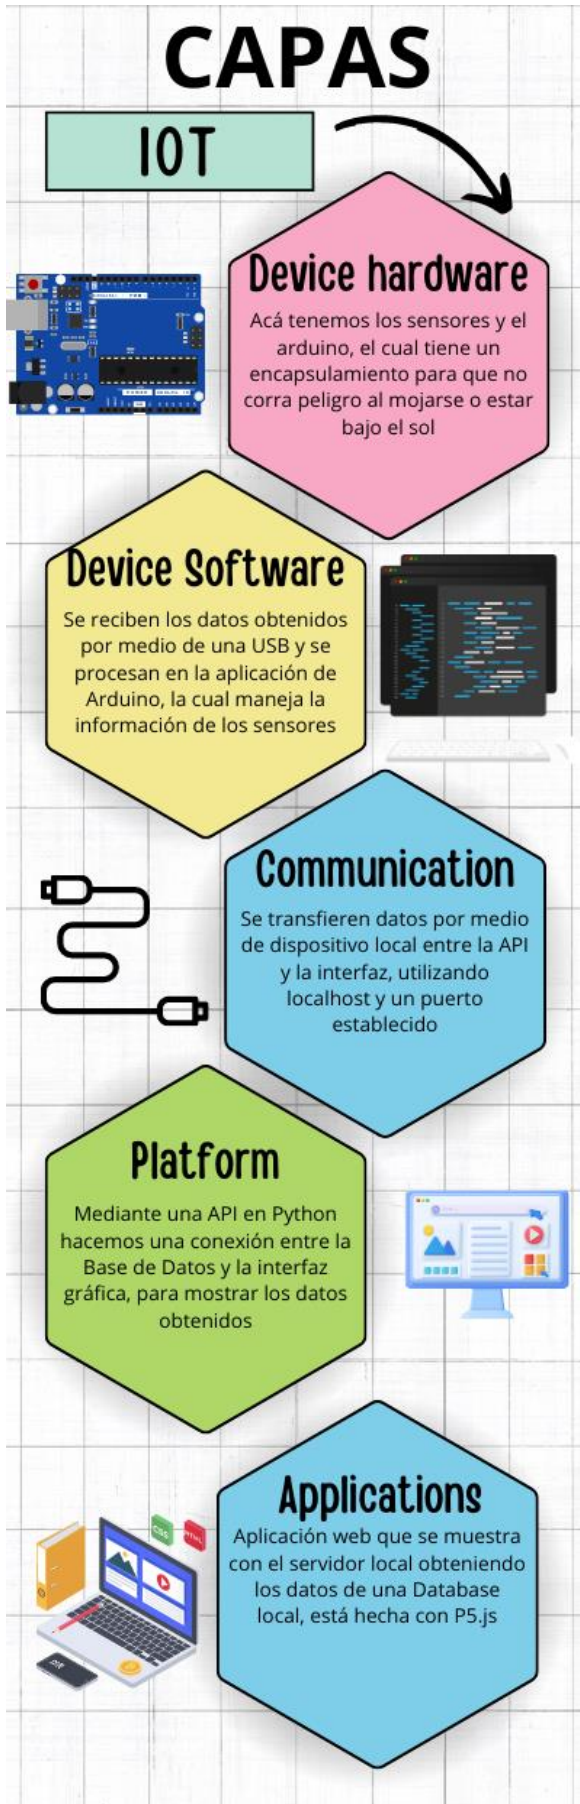 CAPAS
IOT
Device hardware
Acá tenemos los sensores y el
arduino, el cual tiene un
encapsulamiento para que no
corra peligro al mojarse o estar
bajo el sol
Device Software
Se reciben los datos obtenidos
por medio de una USB y se
procesan en la aplicación de
Arduino, la cual maneja la
información de los sensores
Communication
Se transfieren datos por medio
de dispositivo local entre la API
y la interfaz, utilizando
localhost y un puerto
establecido
Platform
Mediante una API en Python
hacemos una conexión entre la
Base de Datos y la interfaz
gráfica, para mostrar los datos
obtenidos
Applications
Aplicación web que se muestra
con el servidor local obteniendo
los datos de una Database
local, está hecha con P5.js
CSS
HTML